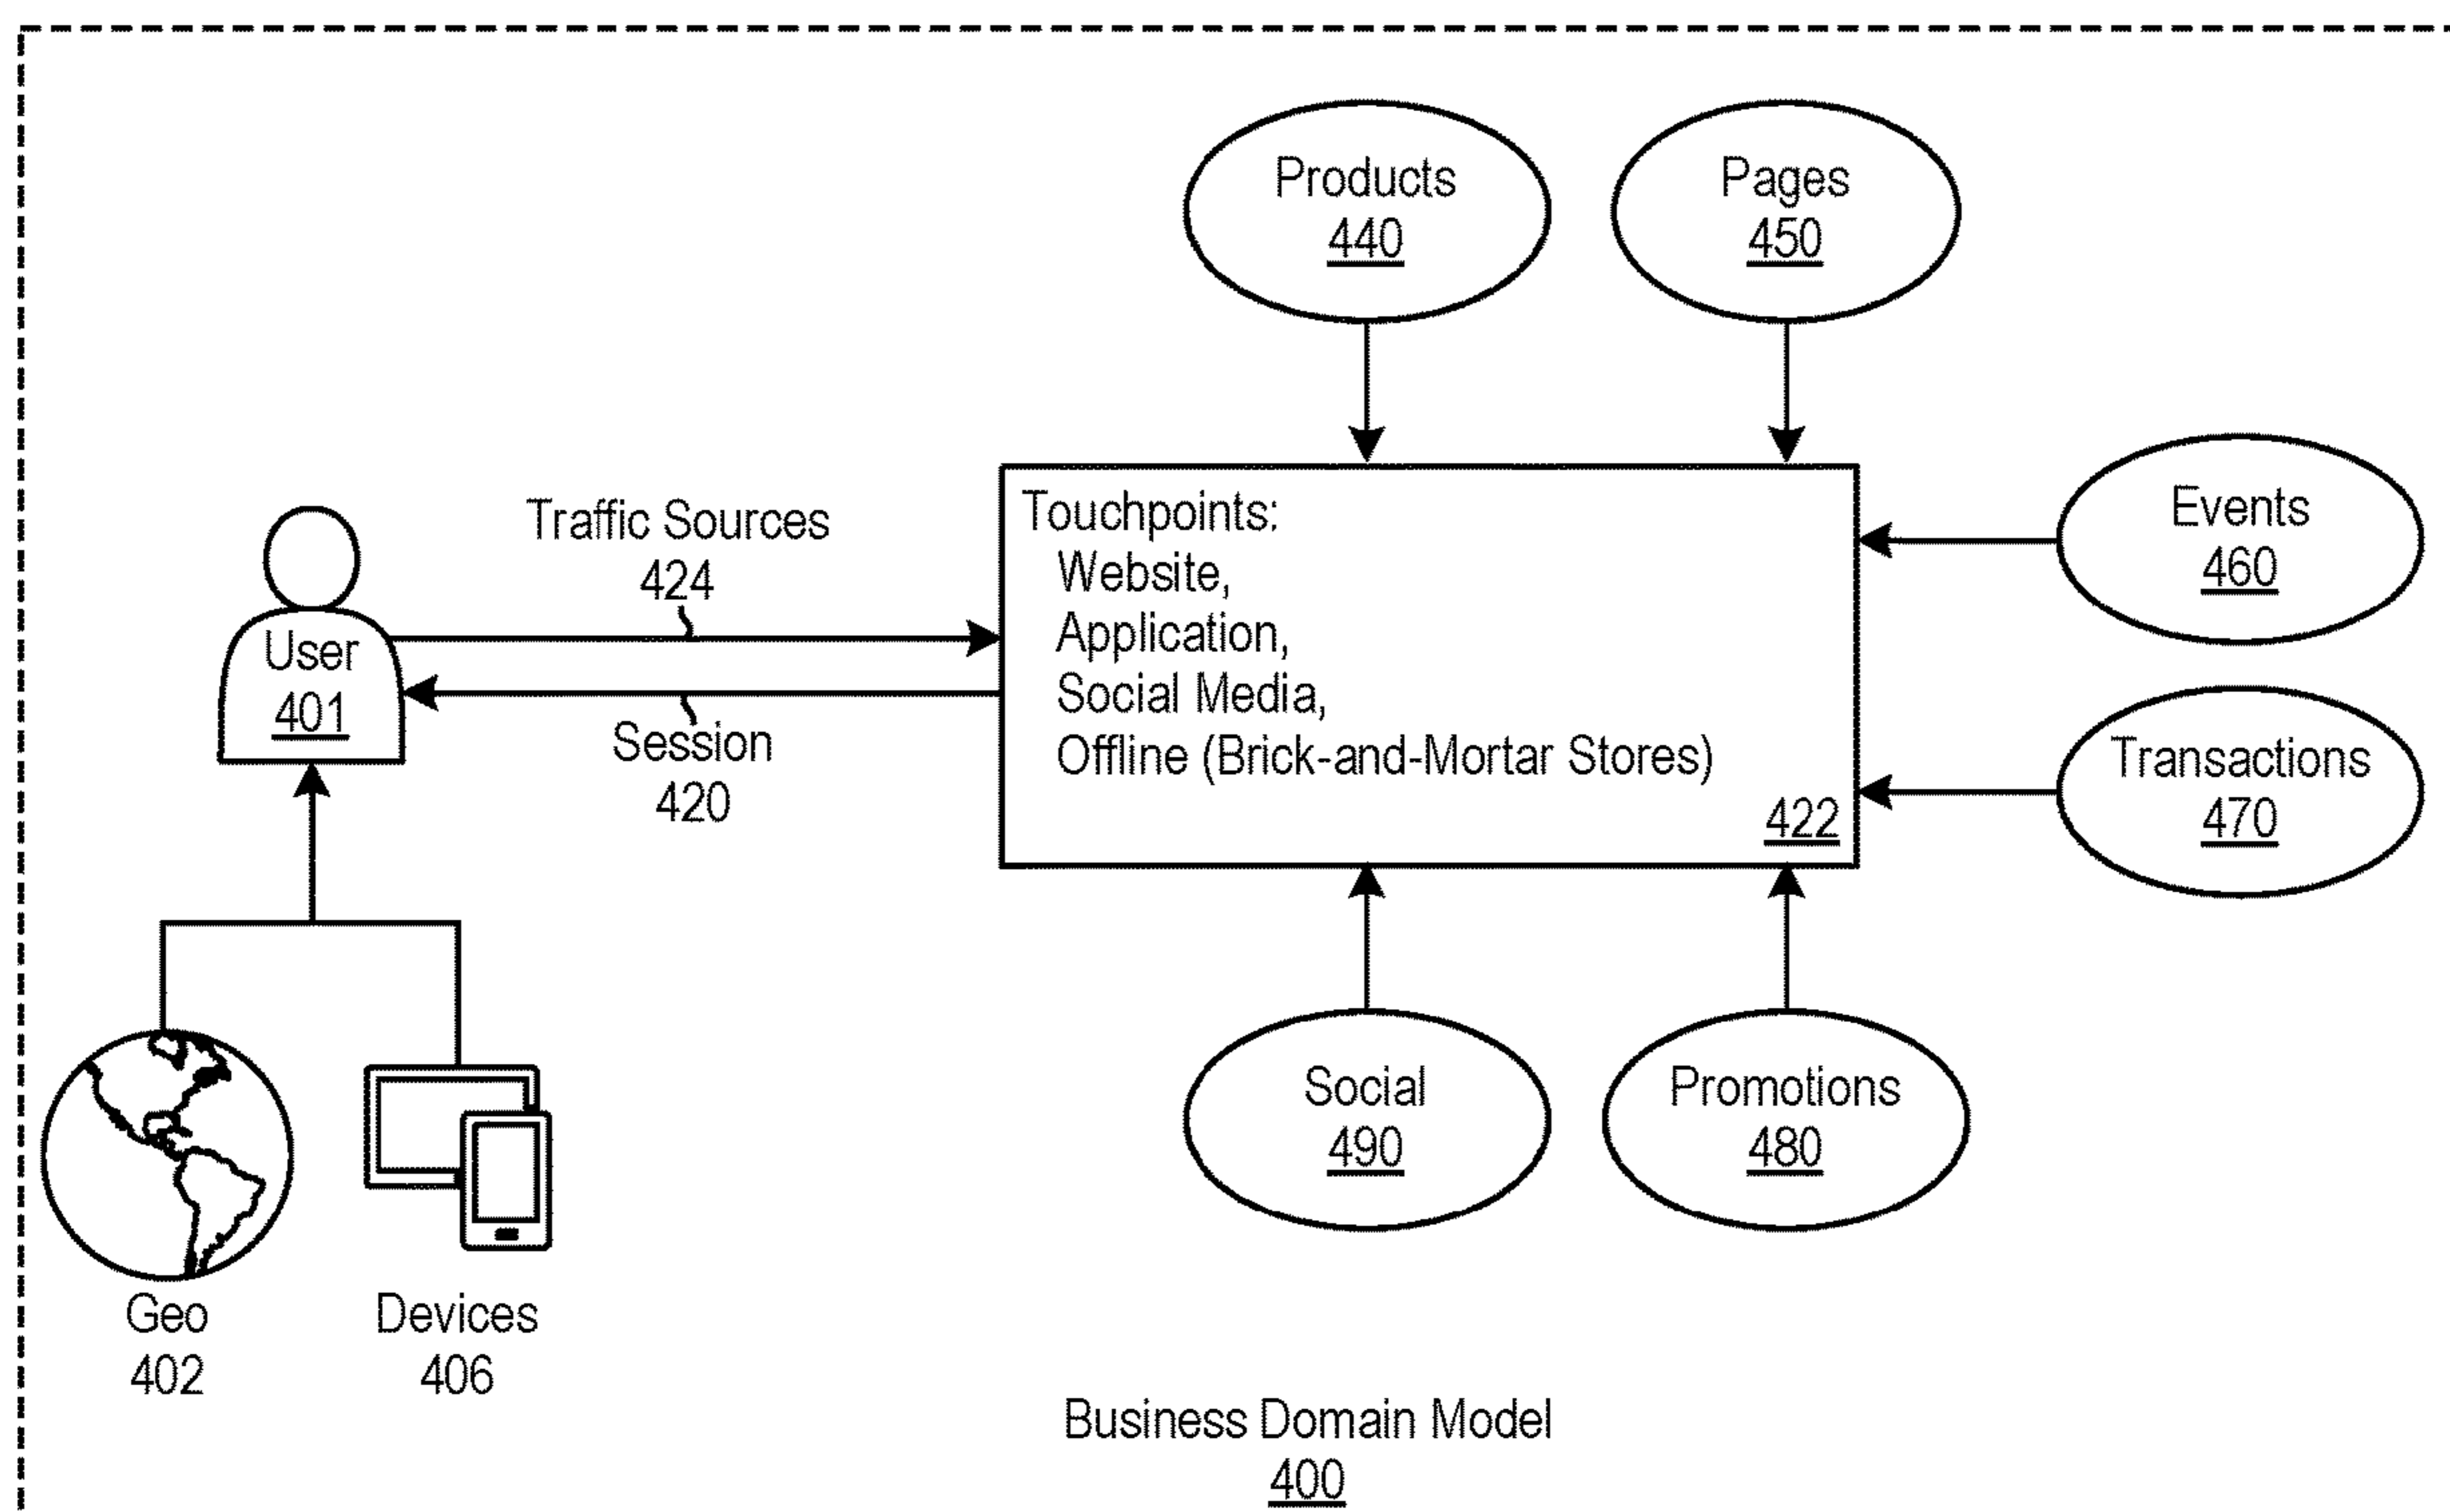 Products
440
Pages
450
Events
460
Transactions
470
Traffic Sources
424
User
401
Session
420
Touchpoints:
Website,
Application,
Social Media,
Offline (Brick-and-Mortar Stores)
422
Social
490
Promotions
480
Geo
402
Devices
406
Business Domain Model
400